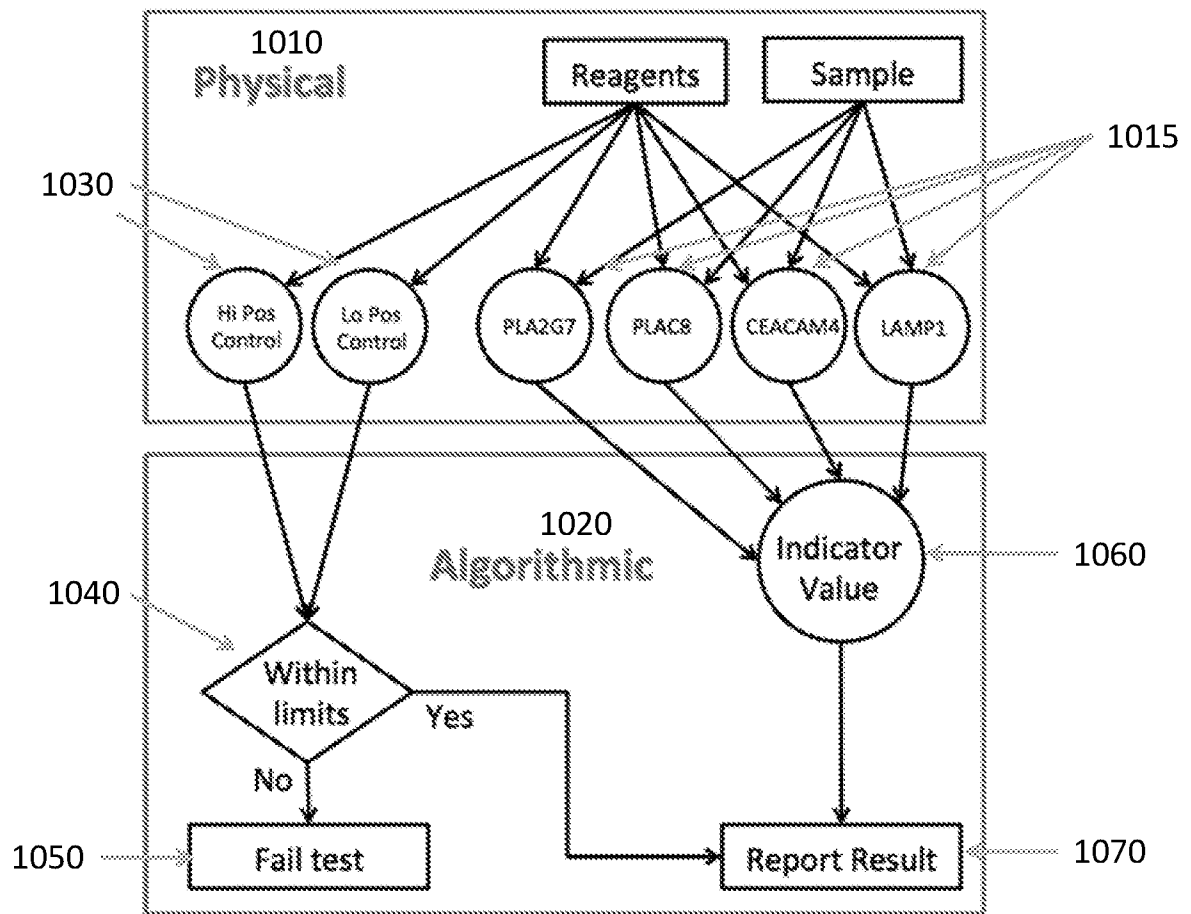 1010
Physical
Reagents
Sample
1015
1030
Hi Pos
Control
Lo Pos
Control
PLA2G7
PLAC8
CEACAM4
LAMP1
1020
Algorithmic
Indicator
Value
1060
1040
Within
limits
Yes
No
1050
Fail test
Report Result
1070